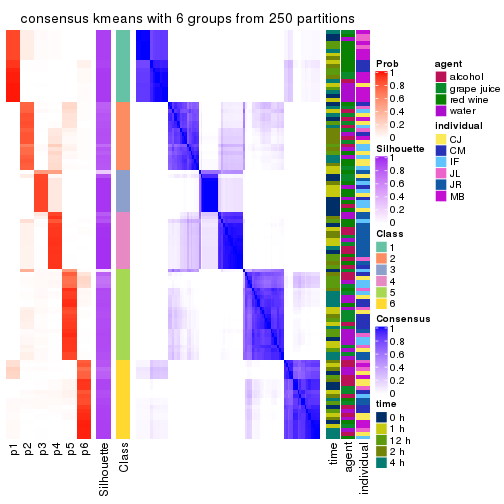 consensus kmeans with 6 groups from 250 partitions
p1
p2
p3
p4
p5
p6
Silhouette
Class
time
agent
individual
Prob
1
0.8
0.6
0.4
0.2
0
Silhouette
1
0.8
0.6
0.4
0.2
0
Class
1
2
3
4
5
6
Consensus
1
0.8
0.6
0.4
0.2
0
time
0 h
1 h
12 h
2 h
4 h
agent
alcohol
grape juice
red wine
water
Individual
CJ
CM
IF
JL
JR
MB